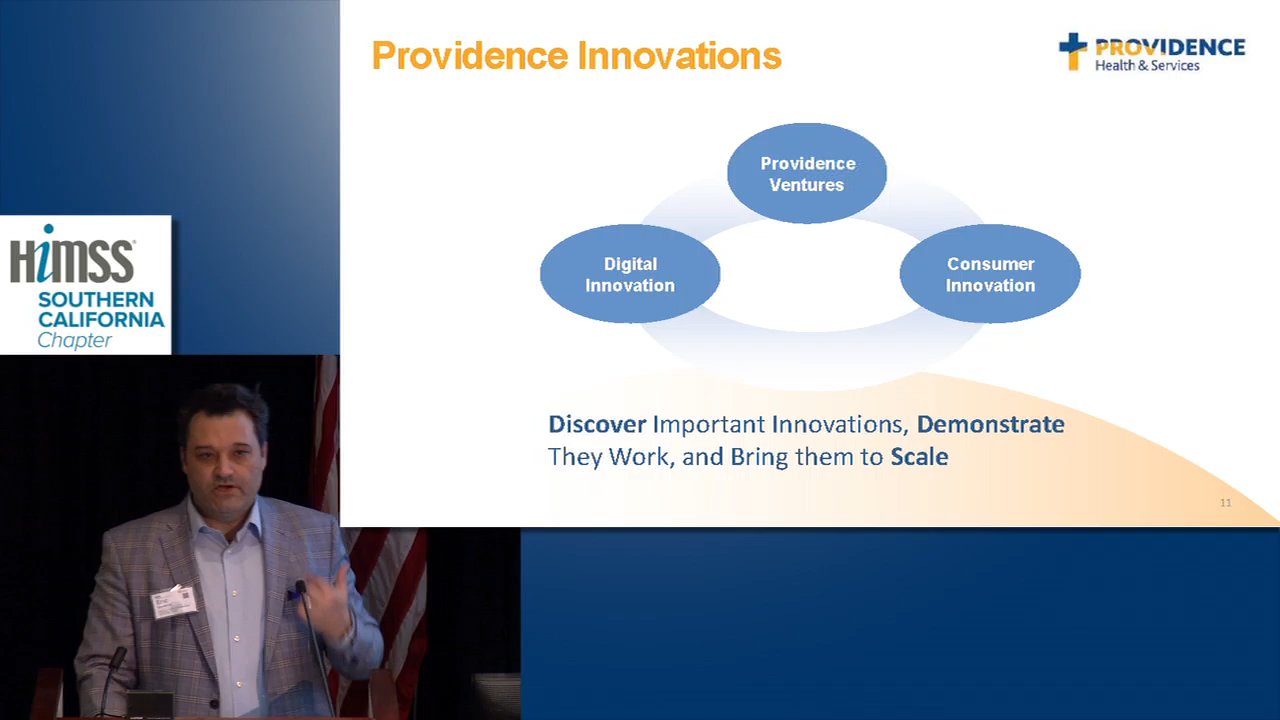 Providence Innovations
PROVIDENCE
Health & Services
Providence
Ventures
Digital
Innovation
Consumer
Innovation
Discover Important Innovations, Demonstrate
They Work, and Bring them to Scale
11
HiMSS
SOUTHERN
CALIFORNIA
Chapter
Eric